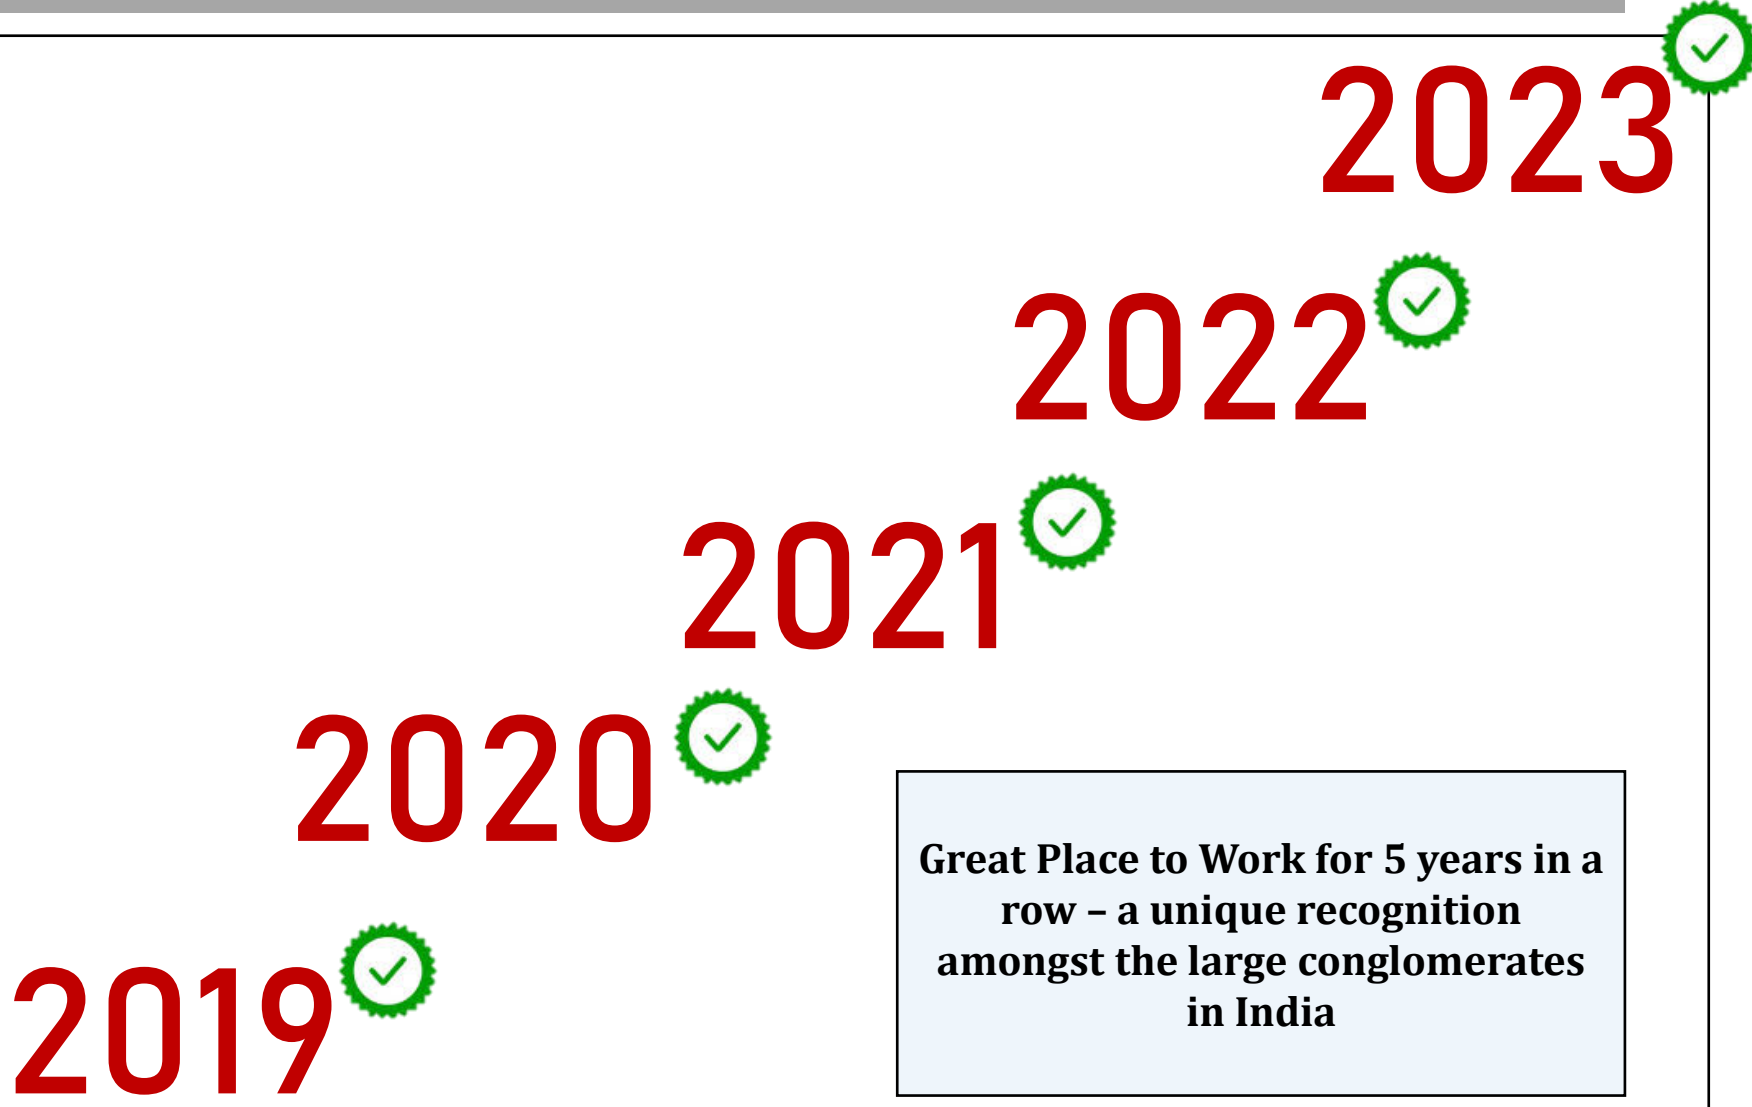 2023
2022
2021
2020
2019
Great Place to Work for 5 years in a
row – a unique recognition
amongst the large conglomerates
in India